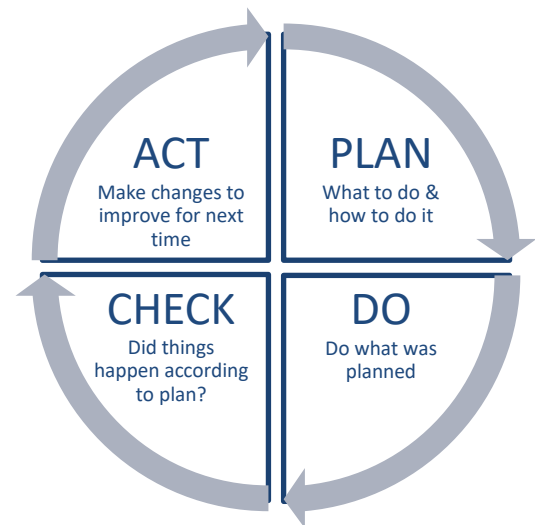 ACT
Make changes to
improve for next
time
PLAN
What to do &
how to do it
CHECK
Did things
happen according
to plan?
DO
Do what was
planned